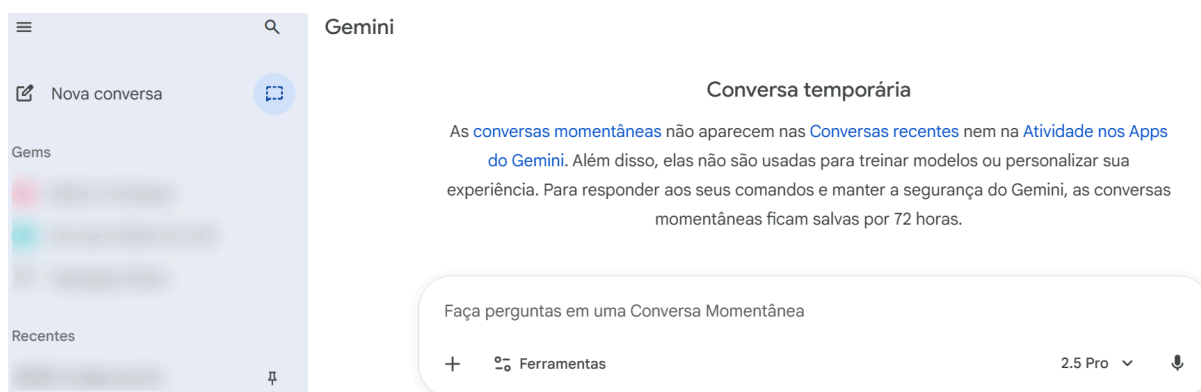 Gemini
Nova conversa
Gems
Recentes
Conversa temporária
As conversas momentâneas não aparecem nas Conversas recentes nem na Atividade nos Apps
do Gemini. Além disso, elas não são usadas para treinar modelos ou personalizar sua
experiência. Para responder aos seus comandos e manter a segurança do Gemini, as conversas
momentâneas ficam salvas por 72 horas.
Faça perguntas em uma Conversa Momentânea
Ferramentas
2.5 Pro